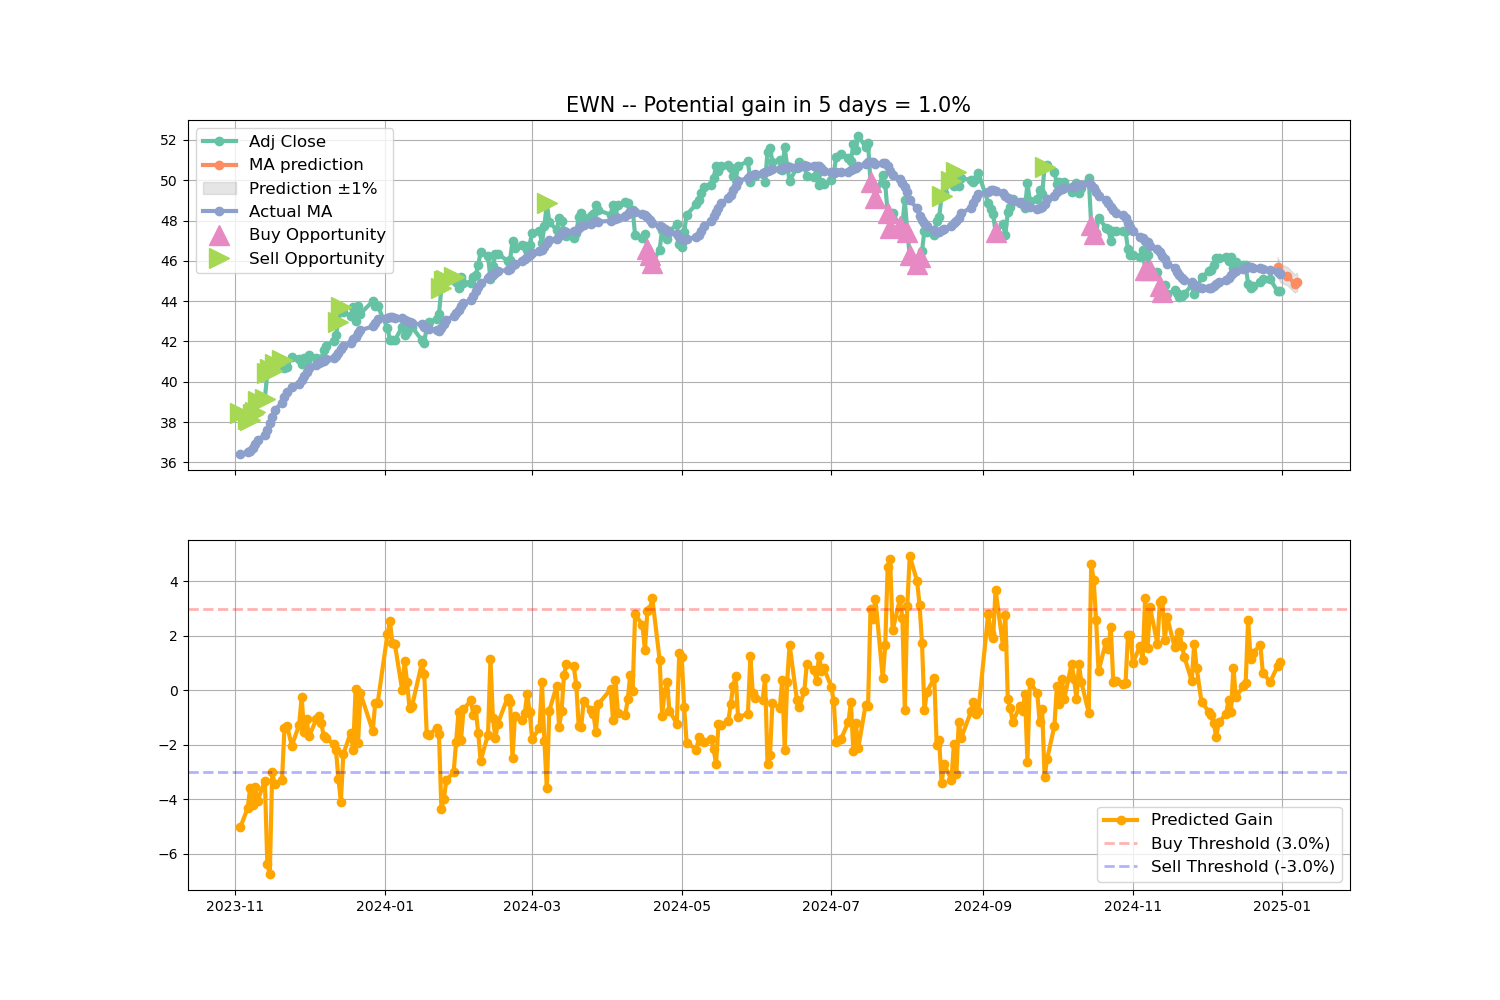 EWN -- Potential gain in 5 days = 1.0%
52
50
48
46
44
42
40
38
36
Adj Close
MA prediction
Prediction ±1%
Actual MA
Buy Opportunity
Sell Opportunity
4
2
0
−2
−4
−6
Predicted Gain
Buy Threshold (3.0%)
Sell Threshold (-3.0%)
2023-11
2024-01
2024-03
2024-05
2024-07
2024-09
2024-11
2025-01